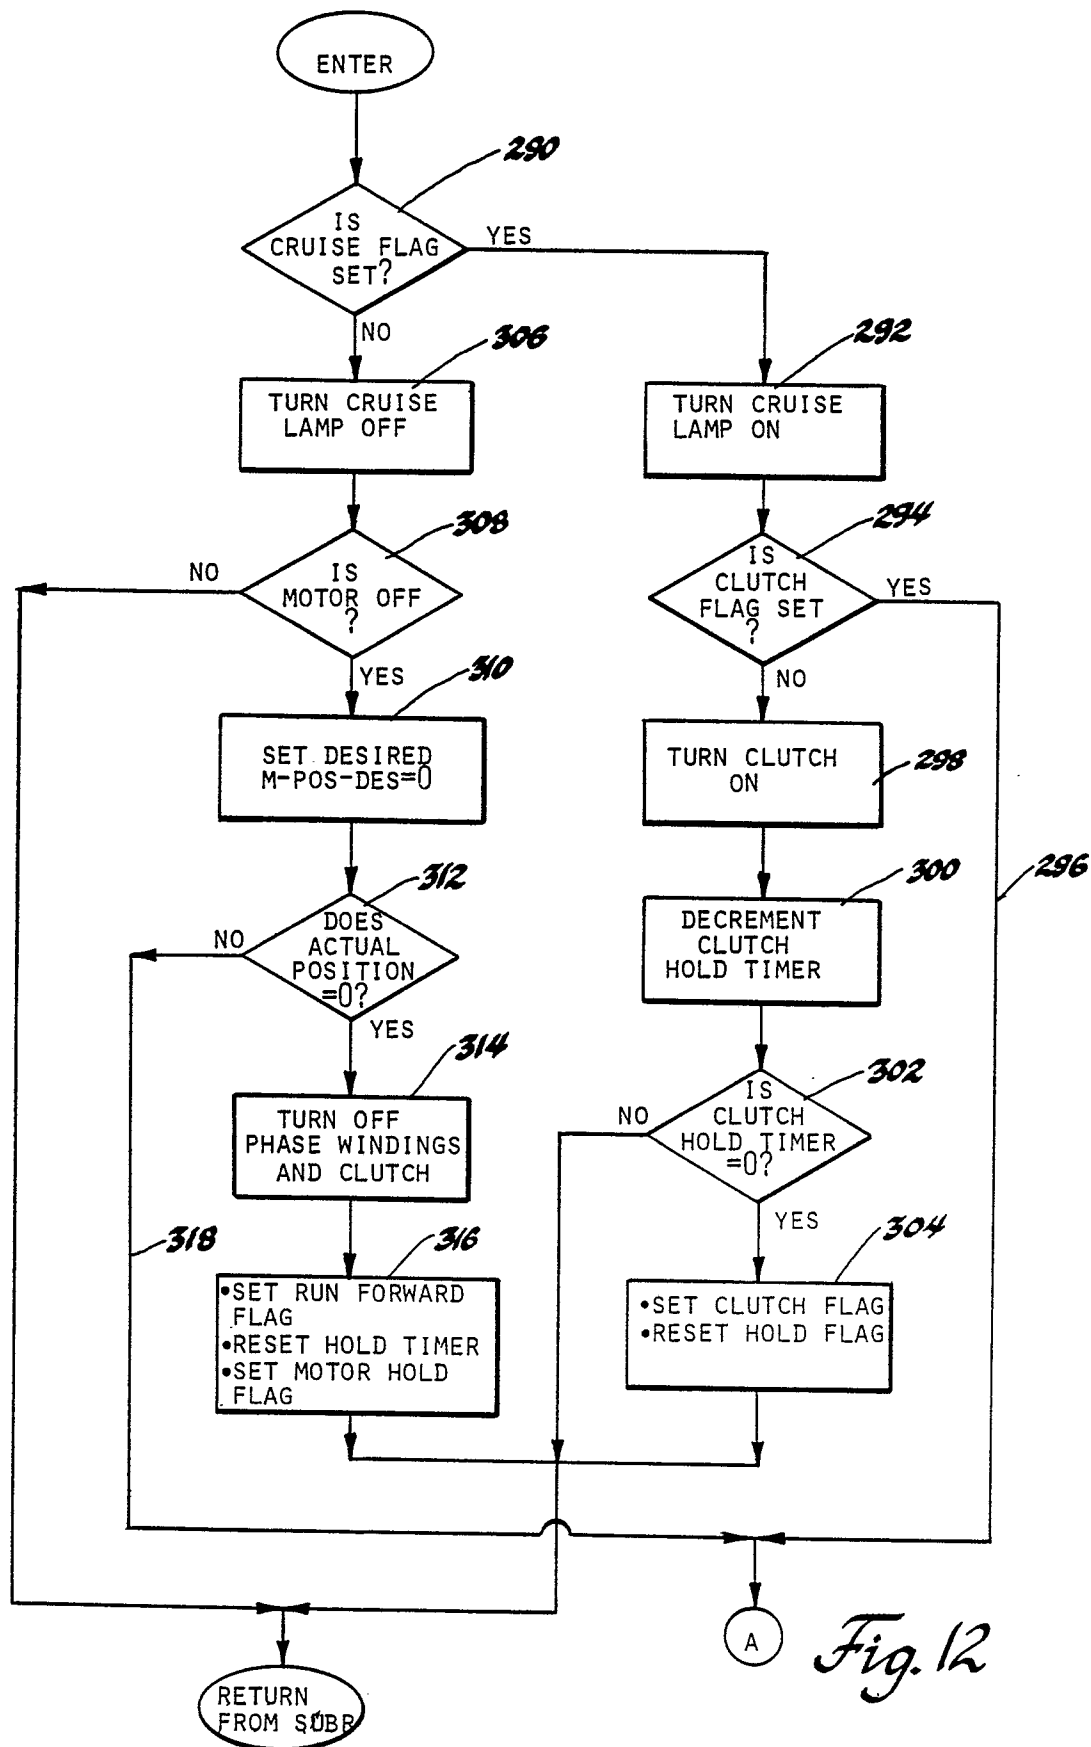 ENTER
290
IS
CRUISE FLAG
SET?
YES
NO
306
292
TURN CRUISE
LAMP OFF
TURN CRUISE
LAMP ON
308
294
NO
IS
MOTOR OFF
?
IS
CLUTCH
FLAG SET
?
YES
YES
310
NO
SET DESIRED
M-POS-DES=0
TURN CLUTCH
ON
298
312
300
296
NO
DOES
ACTUAL
POSITION
=0?
DECREMENT
CLUTCH
HOLD TIMER
YES
314
302
NO
IS
CLUTCH
HOLD TIMER
=0?
TURN OFF
PHASE WINDINGS
AND CLUTCH
YES
318
316
304
•SET RUN FORWARD
FLAG
•RESET HOLD TIMER
•SET MOTOR HOLD
FLAG
•SET CLUTCH FLAG
•RESET HOLD FLAG
A
Fig. 12
RETURN
FROM SUBR